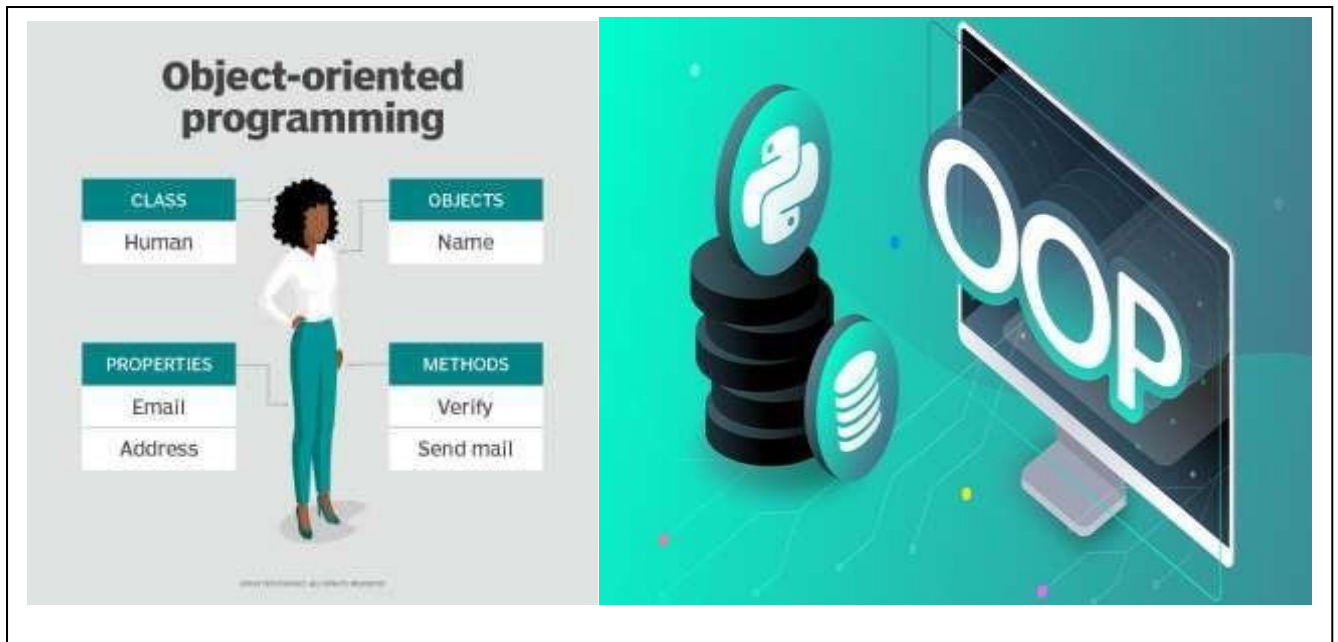 Object-oriented
programming
CLASS
Human
OBJECTS
Name
PROPERTIES
Email
Address
METHODS
Verify
Send mail
OOP